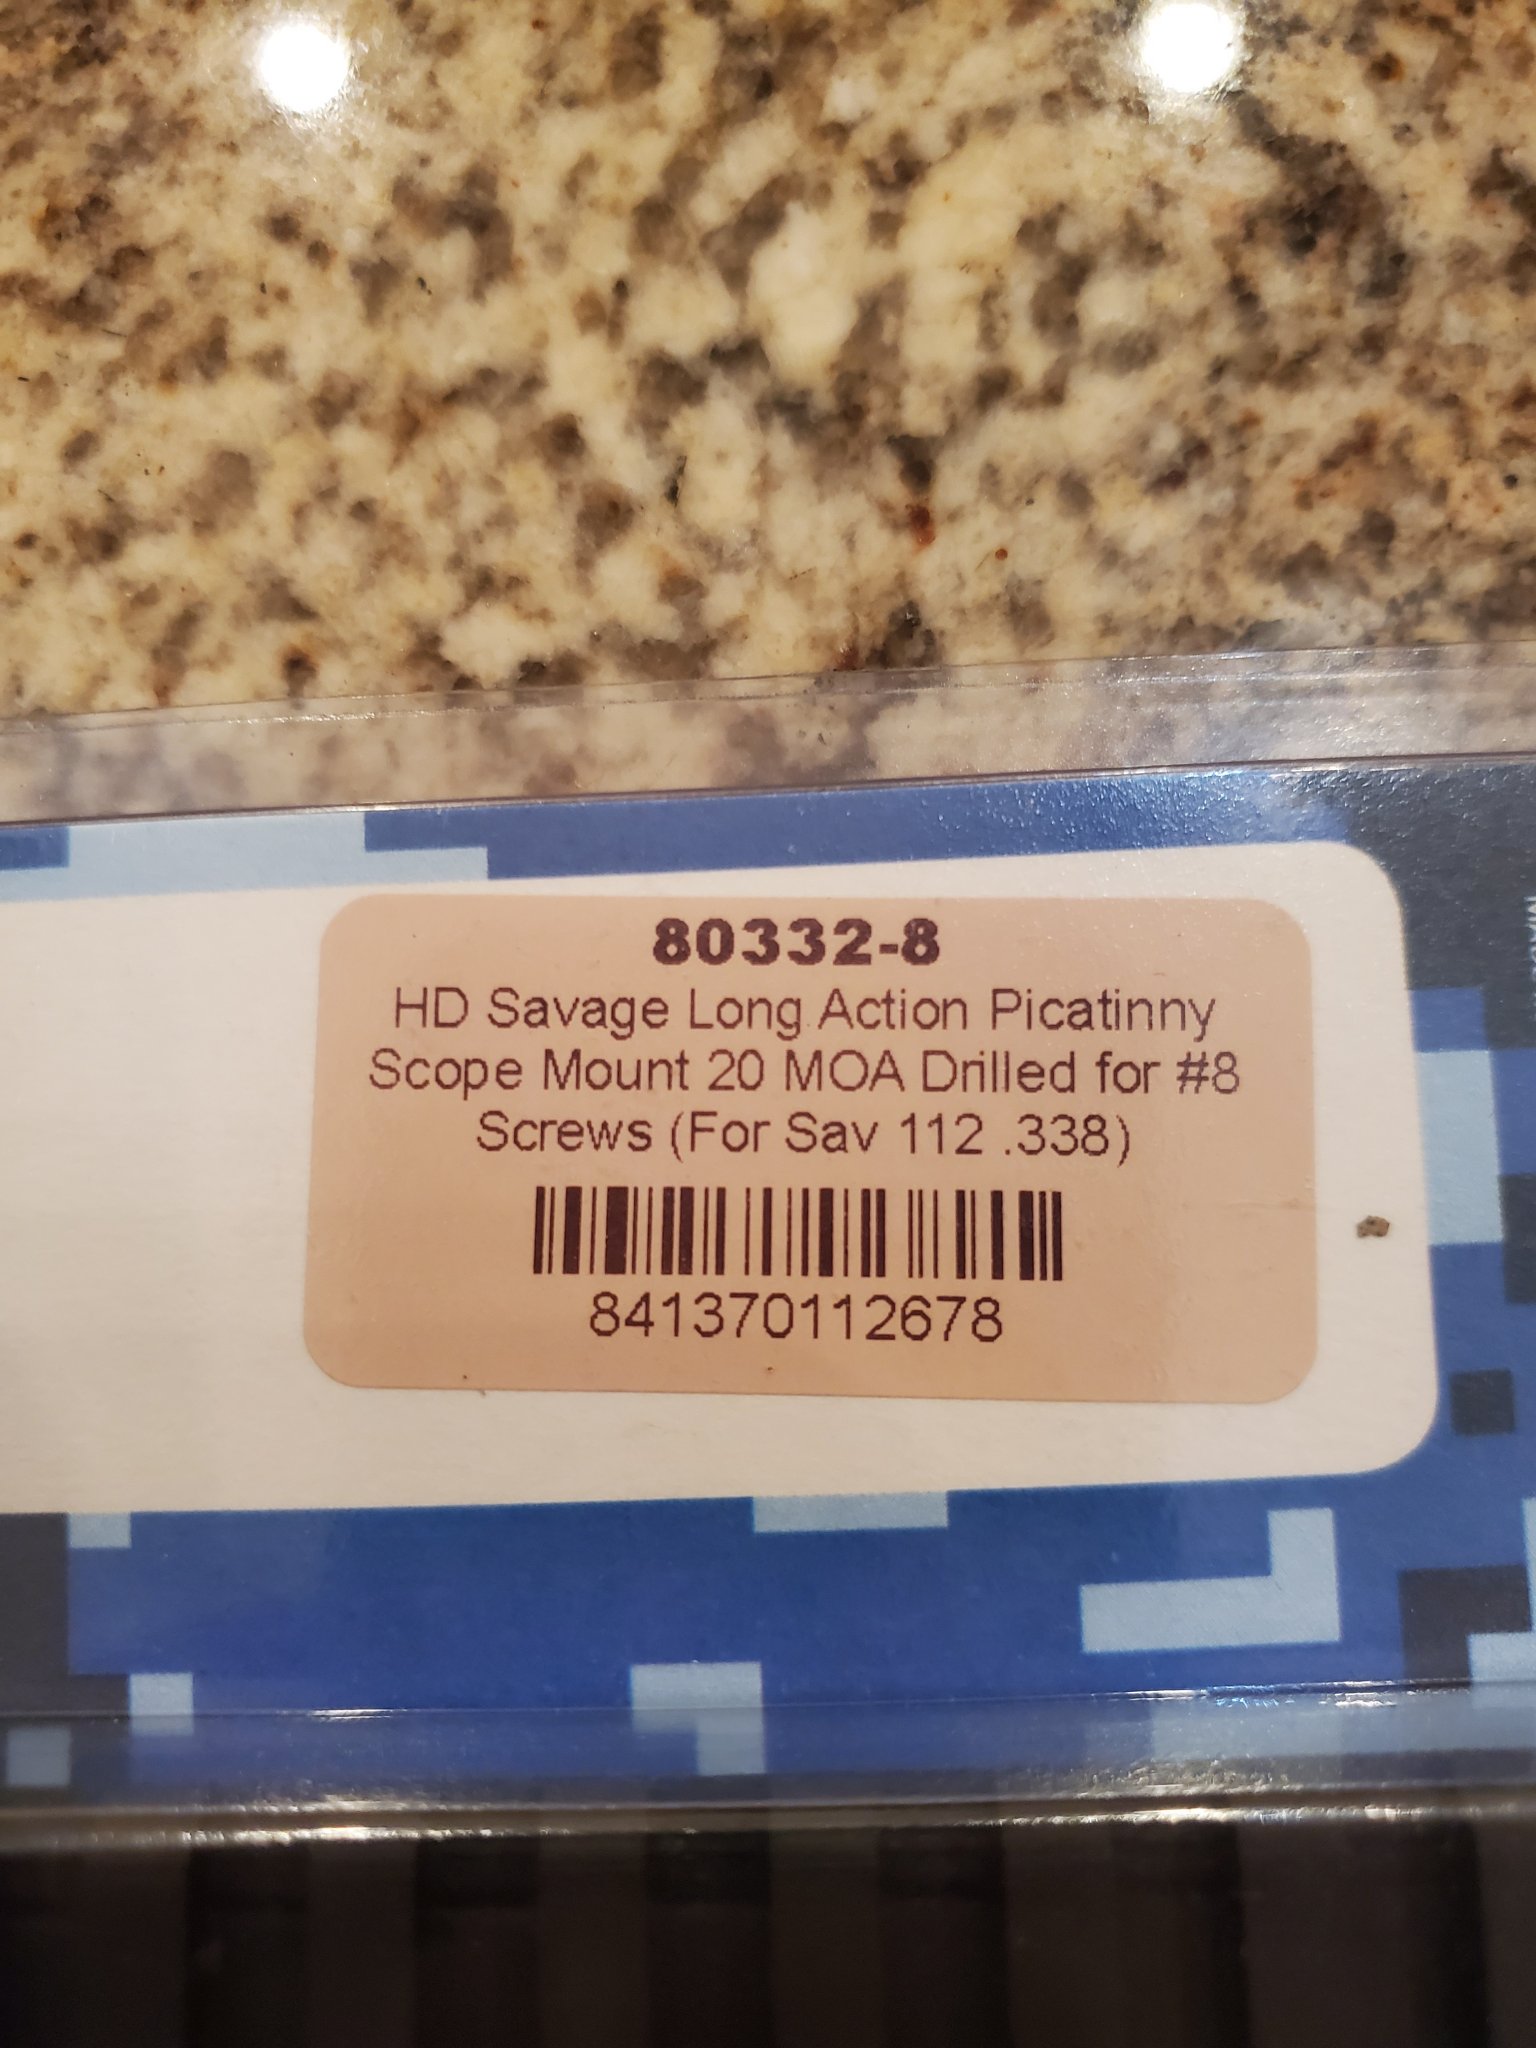 80332-8
HD Savage Long Action Picatinny
Scope Mount 20 MOA Drilled for #8
Screws (For Sav 112 .338)
841370112678